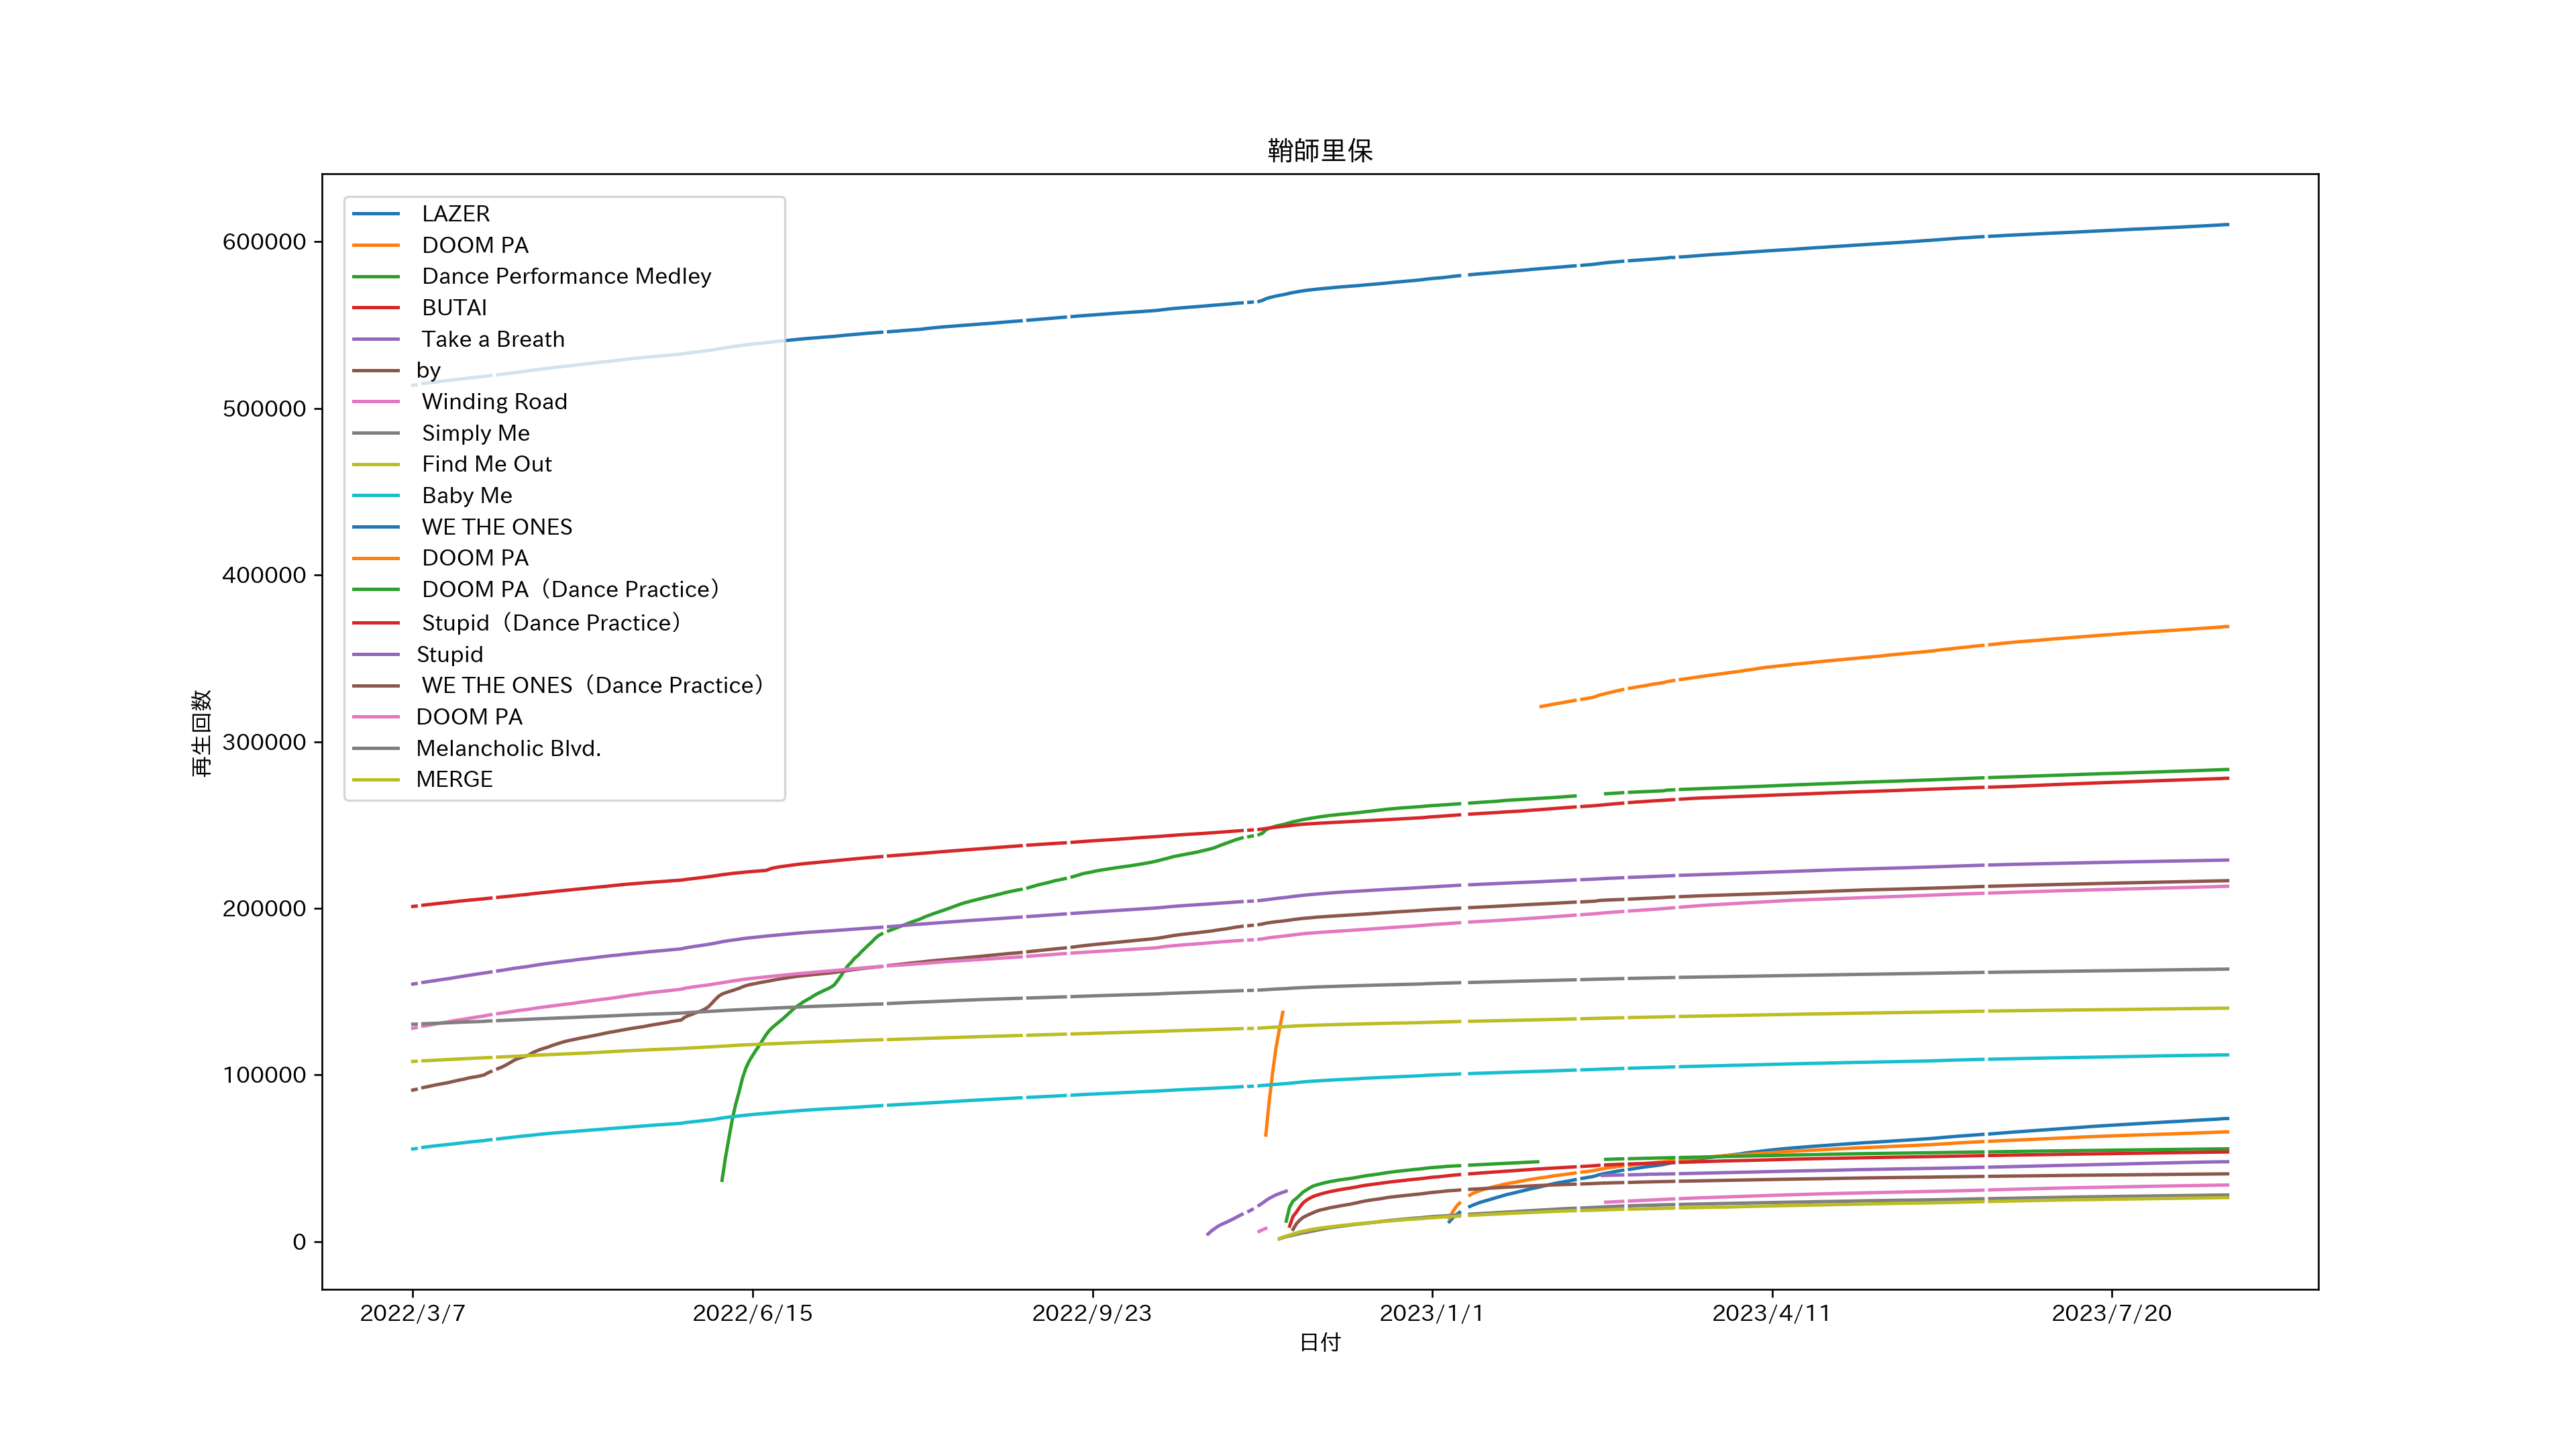 鞘師里保
LAZER
DOOM PA
Dance Performance Medley
BUTAI
Take a Breath
by
Winding Road
Simply Me
Find Me Out
Baby Me
WE THE ONES
DOOM PA
DOOM PA（Dance Practice）
Stupid（Dance Practice）
Stupid
WE THE ONES（Dance Practice）
DOOM PA
Melancholic Blvd.
MERGE
再生回数
600000
500000
400000
300000
200000
100000
0
2022/3/7
2022/6/15
2022/9/23
2023/1/1
2023/4/11
2023/7/20
日付